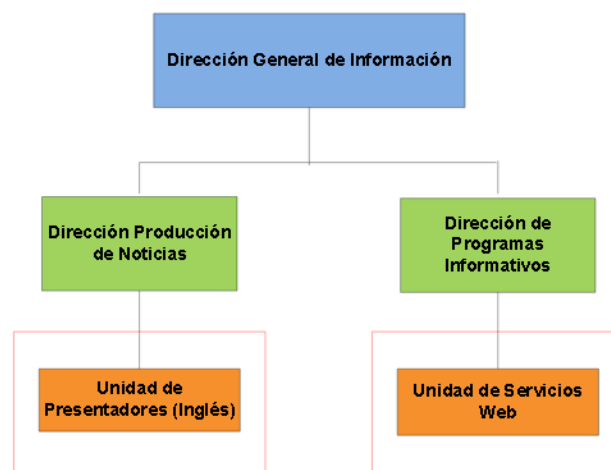 Dirección General de Información
Dirección Producción
de Noticias
Dirección de
Programas
Informativos
Unidad de
Presentadores (Inglés)
Unidad de Servicios
Web